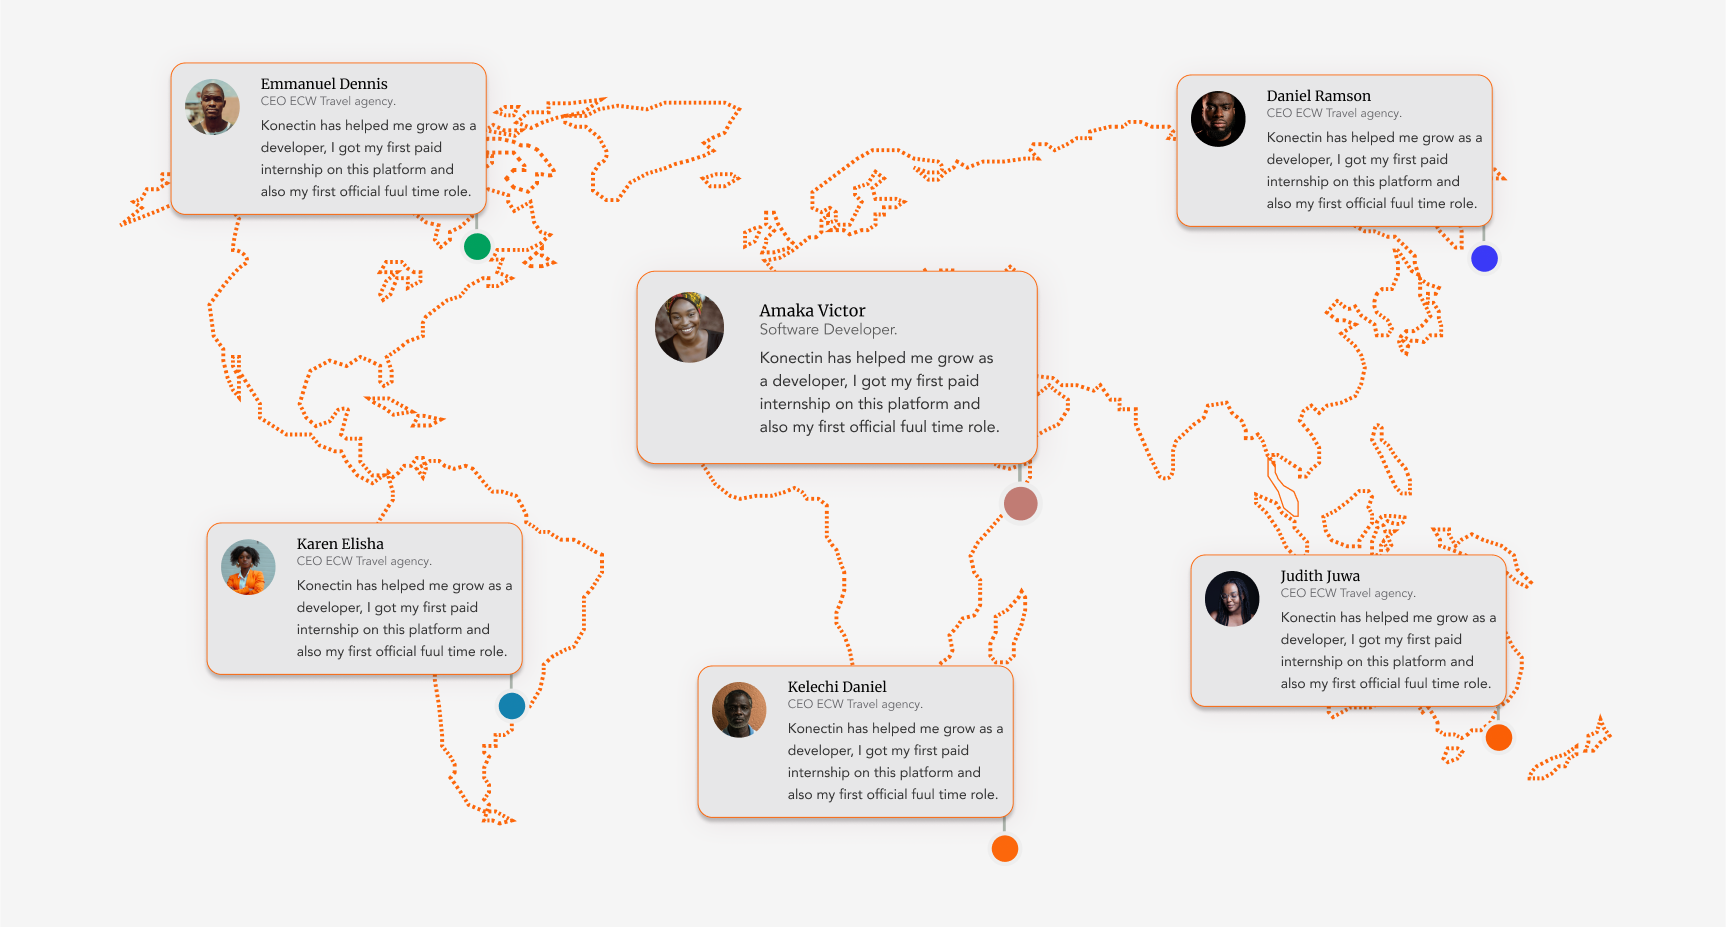 Emmanuel Dennis
CEO ECW Travel agency.
Konectin has helped me grow as a
developer, I got my first paid
internship on this platform and
also my first official fuul time role.
Daniel Ramson
CEO ECW Travel agency.
Konectin has helped me grow as a
developer, I got my first paid
internship on this platform and
also my first official fuul time role.
Amaka Victor
Software Developer.
Konectin has helped me grow as
a developer, I got my first paid
internship on this platform and
also my first official fuul time role.
Karen Elisha
CEO ECW Travel agency.
Konectin has helped me grow as a
developer, I got my first paid
internship on this platform and
also my first official fuul time role.
Judith Juwa
CEO ECW Travel agency.
Konectin has helped me grow as a
developer, I got my first paid
internship on this platform and
also my first official fuul time role.
Kelechi Daniel
CEO ECW Travel agency.
Konectin has helped me grow as a
developer, I got my first paid
internship on this platform and
also my first official fuul time role.